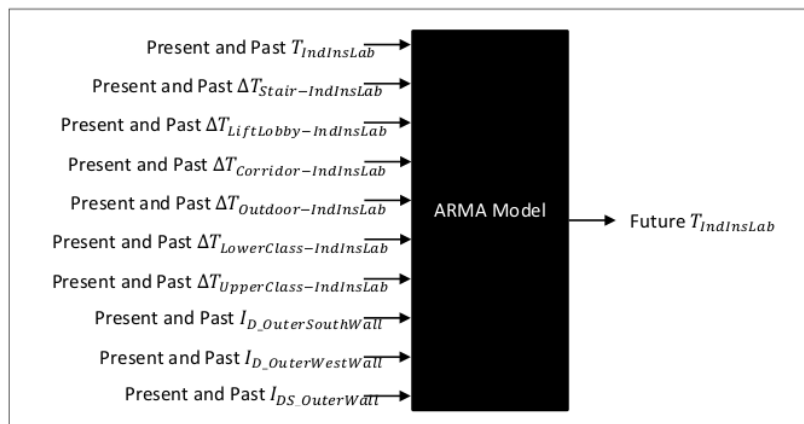 Present and Past T_IndInsLab
Present and Past ΔT_Stair−IndInsLab
Present and Past ΔT_LiftLobby−IndInsLab
Present and Past ΔT_Corridor−IndInsLab
Present and Past ΔT_Outdoor−IndInsLab
Present and Past ΔT_LowerClass−IndInsLab
Present and Past ΔT_UpperClass−IndInsLab
Present and Past I_D_OuterSouthWall
Present and Past I_D_OuterWestWall
Present and Past I_DS_OuterWall
ARMA Model
Future T_IndInsLab